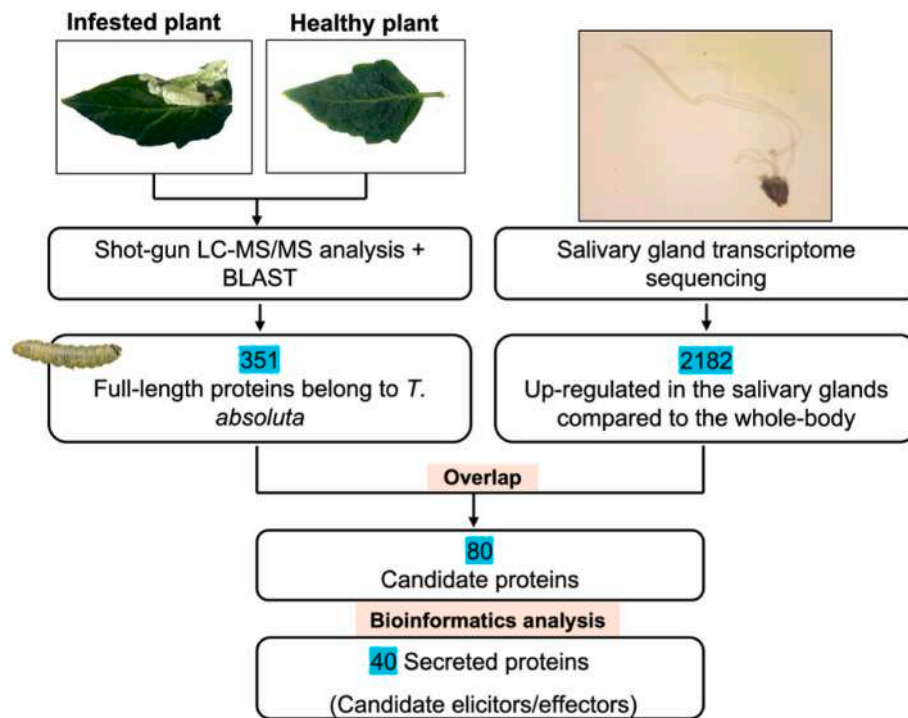 Infested plant
Healthy plant
Shot-gun LC-MS/MS analysis +
BLAST
Salivary gland transcriptome
sequencing
351
Full-length proteins belong to T.
absoluta
2182
Up-regulated in the salivary glands
compared to the whole-body
Overlap
80
Candidate proteins
Bioinformatics analysis
40 Secreted proteins
(Candidate elicitors/effectors)